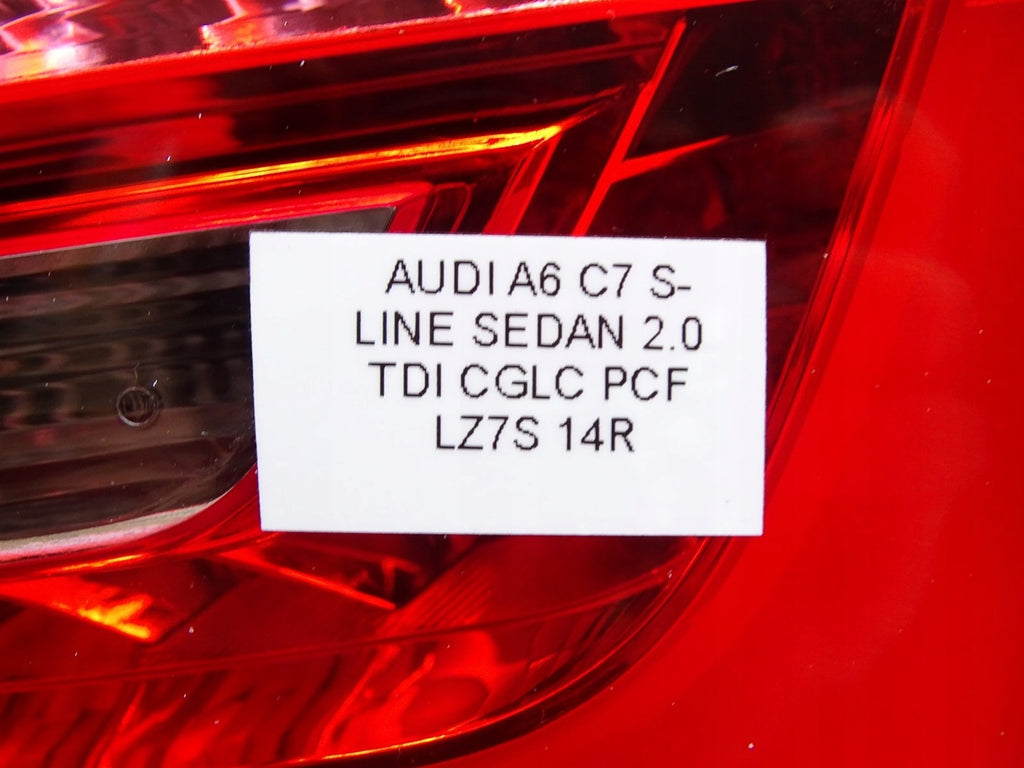 AUDI A6 C7 S-
LINE SEDAN 2.0
TDI CGLC PCF
LZ7S 14R